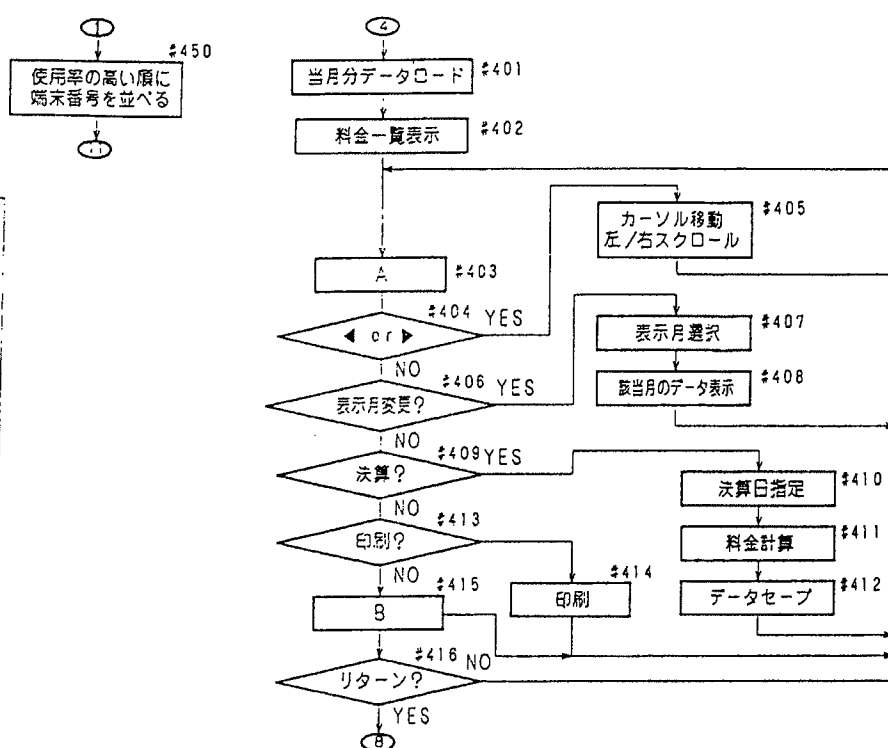 1
#450
使用率の高い順に
端末番号を並べる
11
4
当月分データロード #401
料金一覧表示 #402
カーソル移動 #405
左/右スクロール
A #403
#404
◀ or ▶ YES
NO
表示月選択 #407
該当月のデータ表示 #408
#406
表示月変更? YES
NO
#409
決算? YES
NO
決算日指定 #410
料金計算 #411
データセーブ #412
#413
印刷?
NO
#414
印刷
#415
B
#416
リターン? NO
YES
8